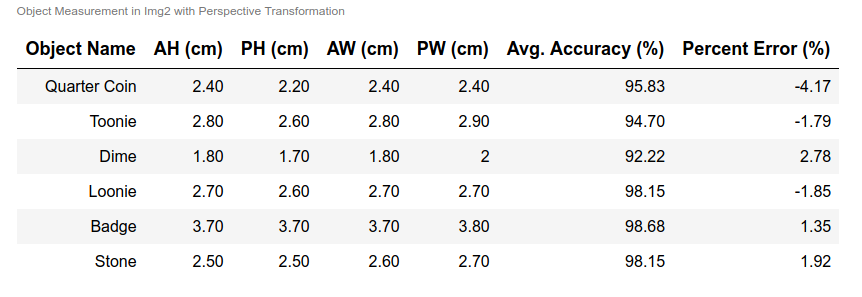 Object Measurement in Img2 with Perspective Transformation
Object Name AH (cm) PH (cm) AW (cm) PW (cm) Avg. Accuracy (%) Percent Error (%)
Quarter Coin 2.40 2.20 2.40 2.40 95.83 -4.17
Toonie 2.80 2.60 2.80 2.90 94.70 -1.79
Dime 1.80 1.70 1.80 2 92.22 2.78
Loonie 2.70 2.60 2.70 2.70 98.15 -1.85
Badge 3.70 3.70 3.70 3.80 98.68 1.35
Stone 2.50 2.50 2.60 2.70 98.15 1.92